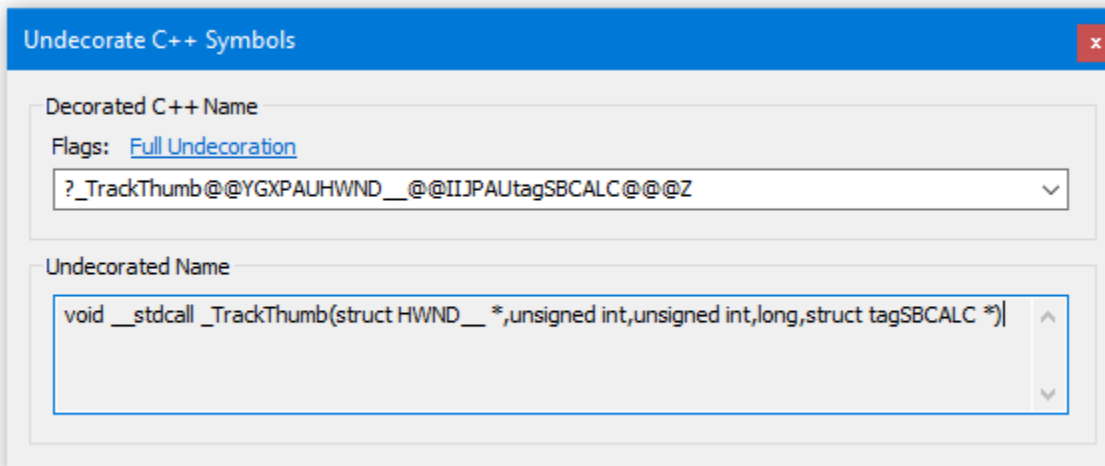 Undecorate C++ Symbols
x
Decorated C++ Name
Flags: Full Undecoration
?_TrackThumb@@YGXPAUHWND__@@IIJPAUtagSBCALC@@@Z
Undecorated Name
void __stdcall _TrackThumb(struct HWND__ *,unsigned int,unsigned int,long,struct tagSBCALC *)